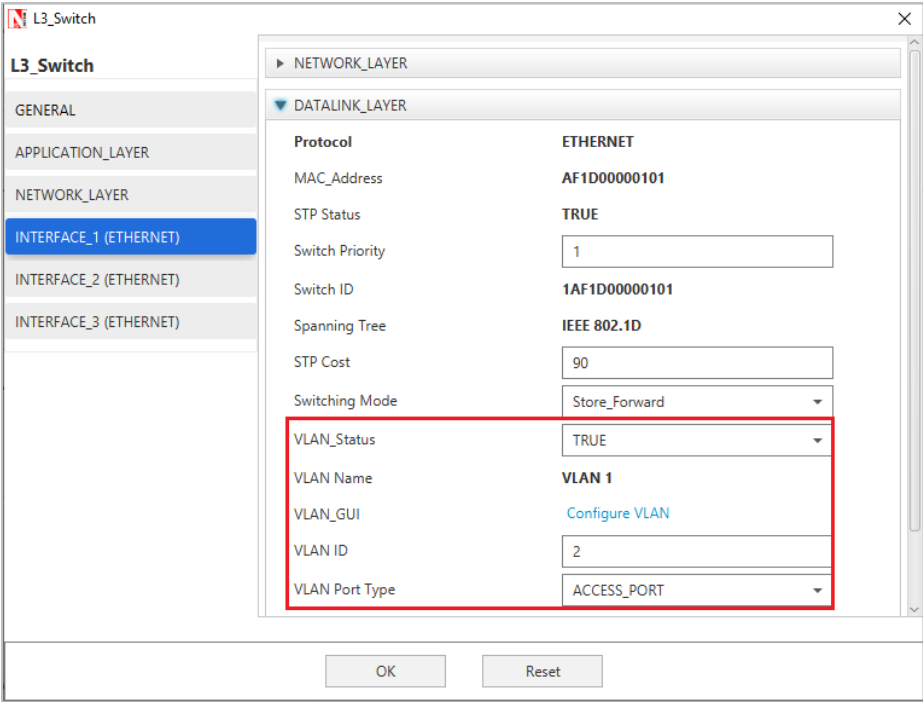 L3_Switch
L3_Switch
GENERAL
APPLICATION_LAYER
NETWORK_LAYER
INTERFACE_1 (ETHERNET)
INTERFACE_2 (ETHERNET)
INTERFACE_3 (ETHERNET)
NETWORK_LAYER
DATALINK_LAYER
Protocol ETHERNET
MAC_Address AF1D00000101
STP Status TRUE
Switch Priority 1
Switch ID 1AF1D00000101
Spanning Tree IEEE 802.1D
STP Cost 90
Switching Mode Store_Forward
VLAN_Status TRUE
VLAN Name VLAN 1
VLAN_GUI Configure VLAN
VLAN ID 2
VLAN Port Type ACCESS_PORT
OK Reset